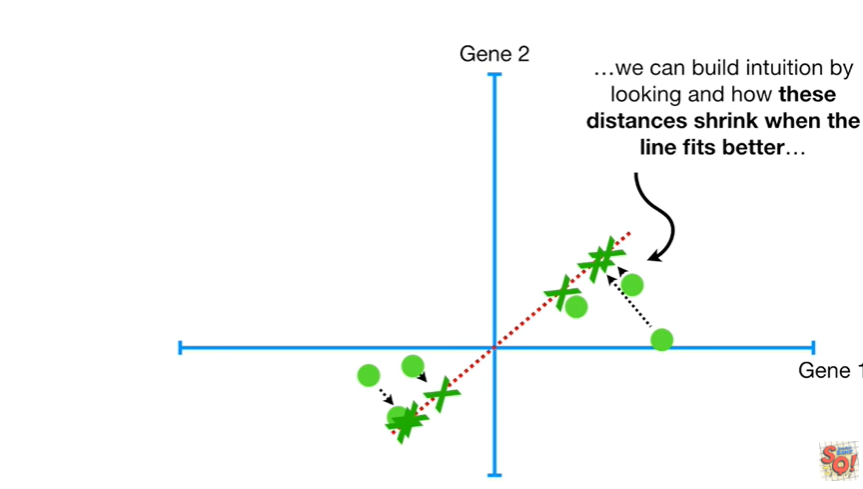 Gene 2
…we can build intuition by
looking and how these
distances shrink when the
line fits better…
Gene 1
SO!